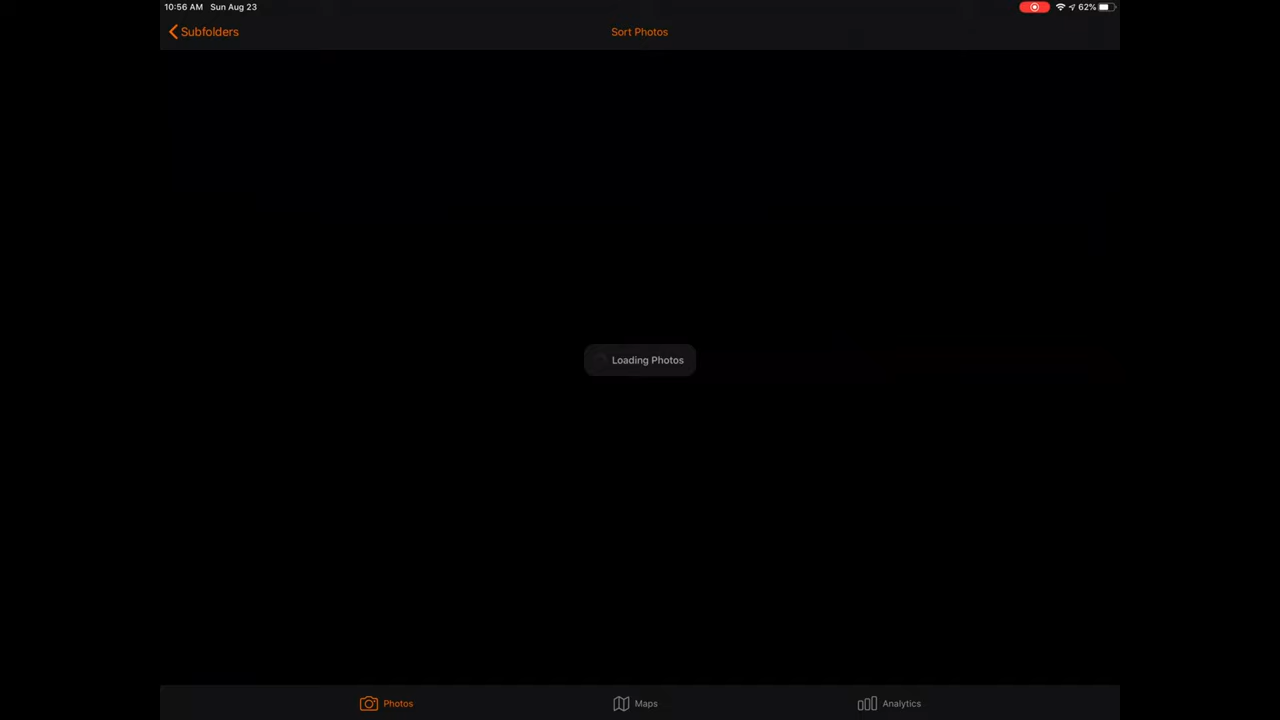 10:56 AM Sun Aug 23
62%
Subfolders
Sort Photos
Loading Photos
Photos
Maps
Analytics